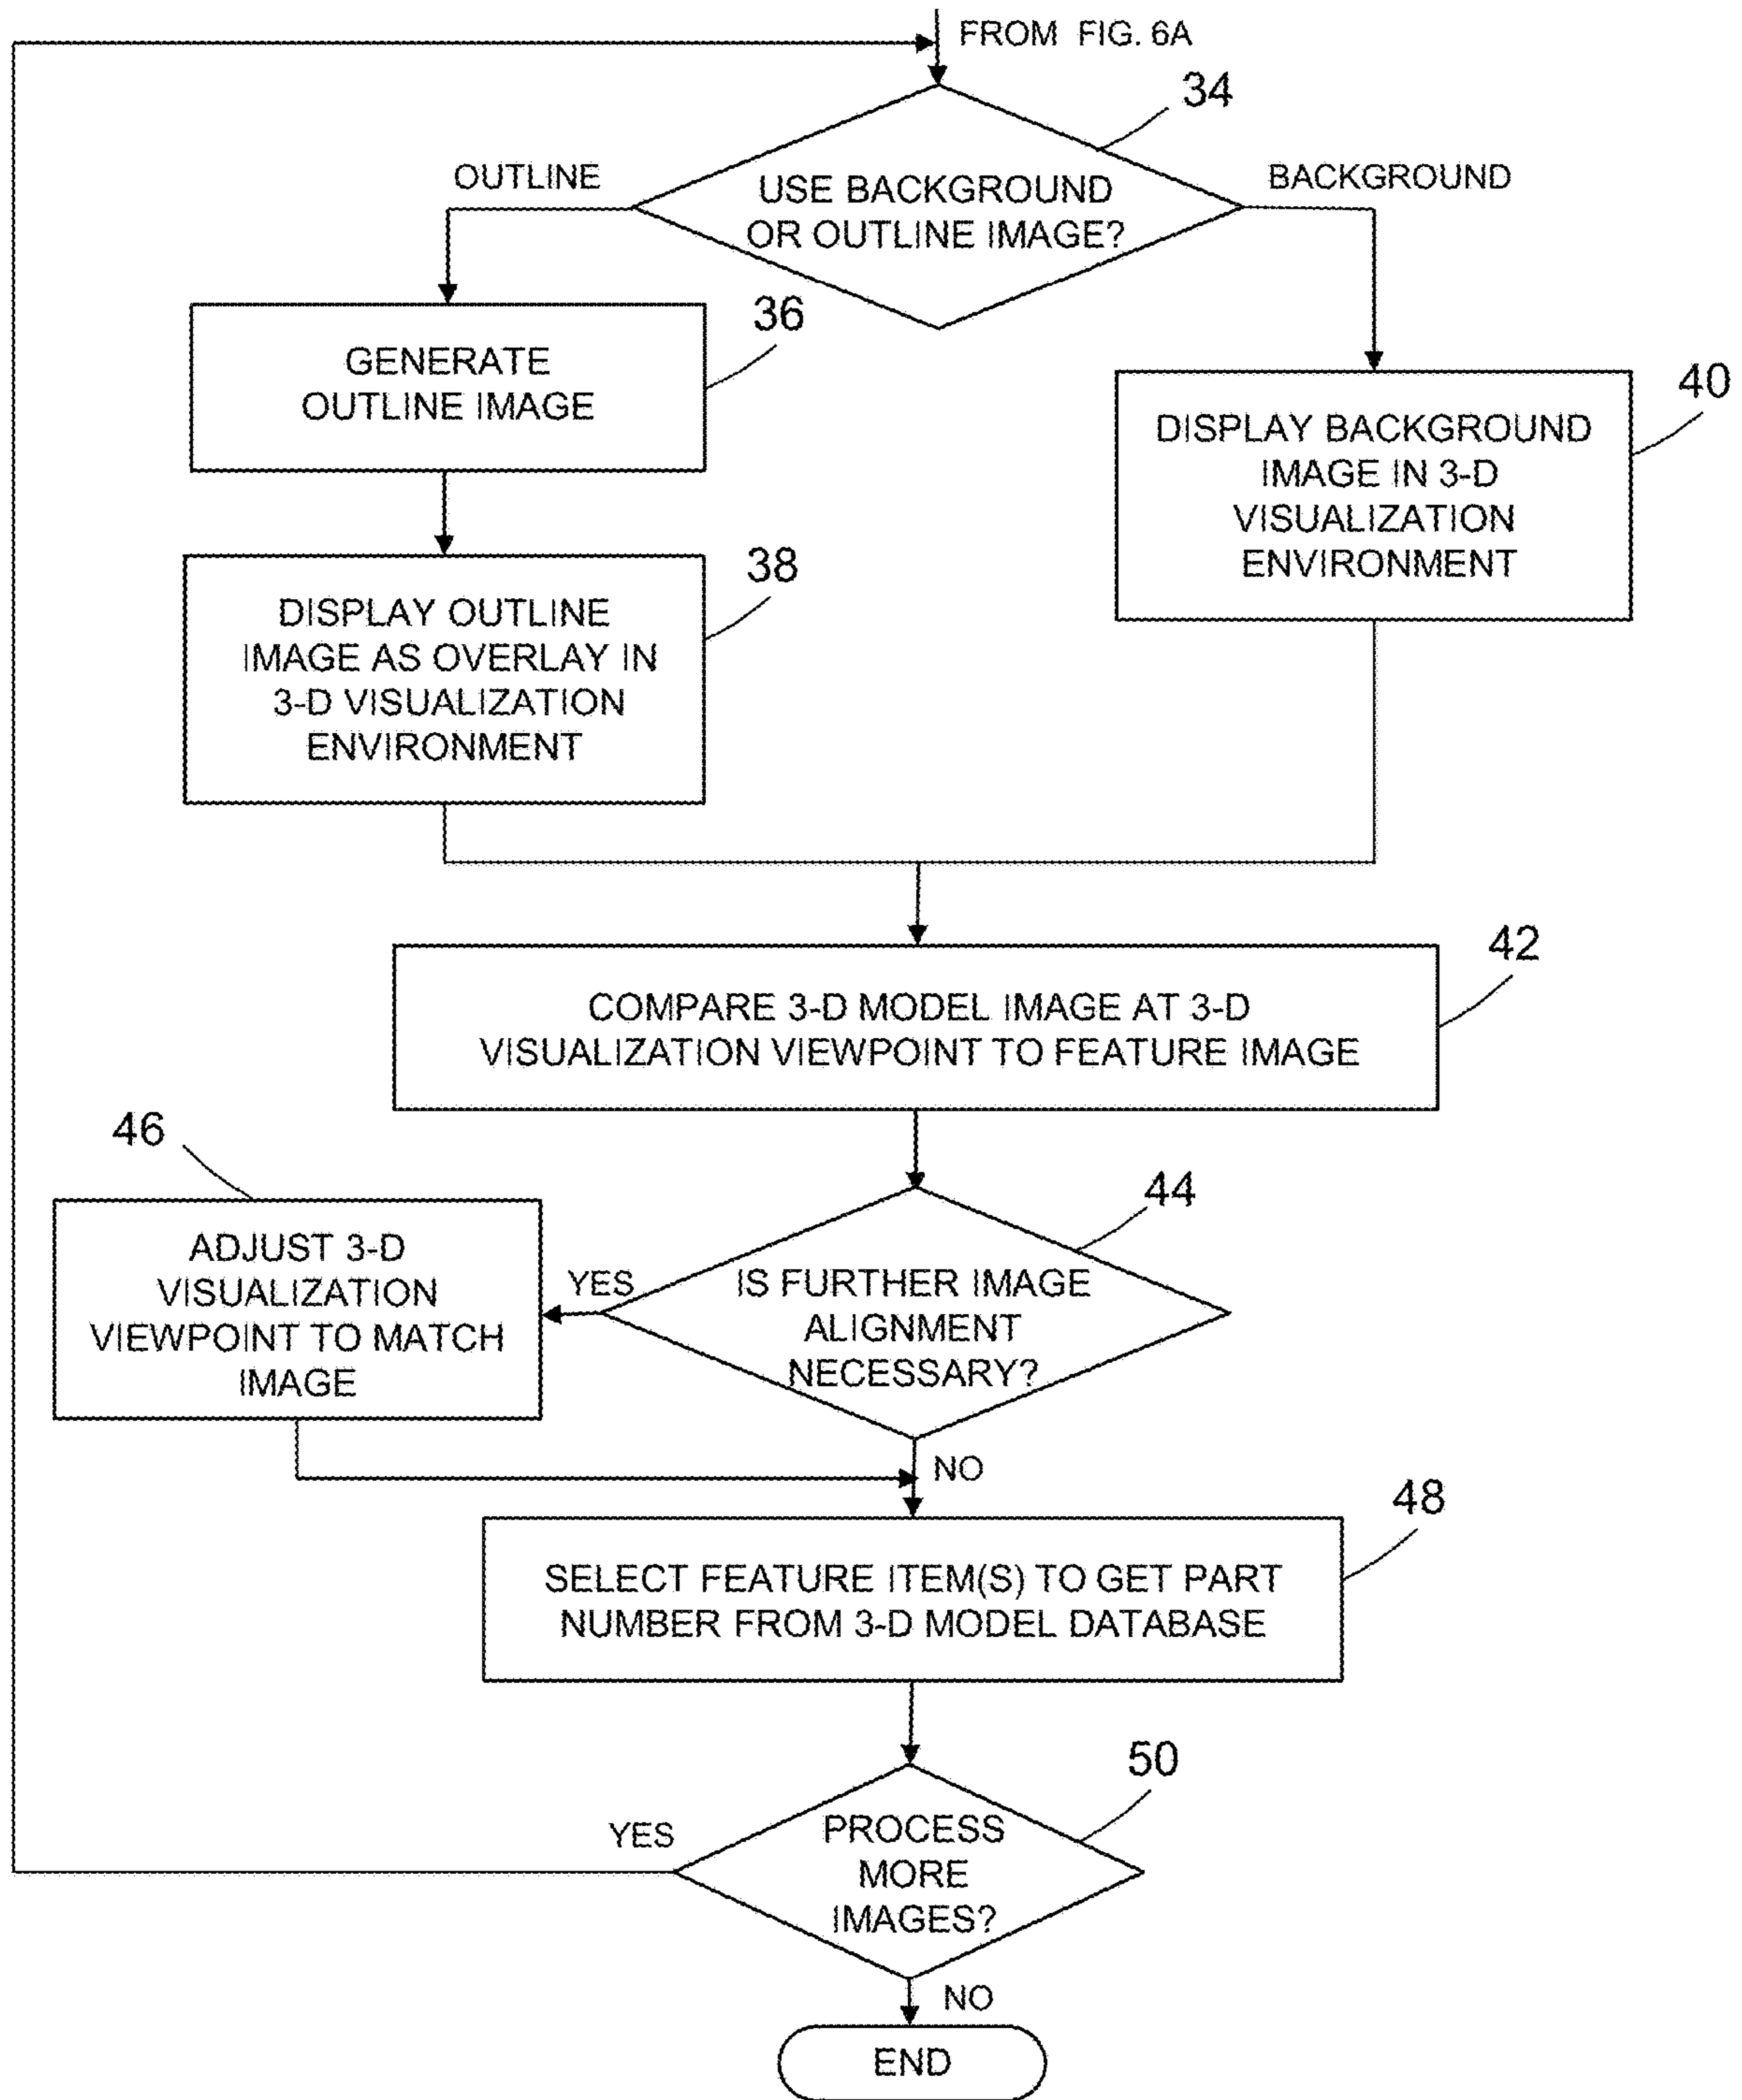 FROM FIG. 6A
34
OUTLINE
BACKGROUND
USE BACKGROUND
OR OUTLINE IMAGE?
36
GENERATE
OUTLINE IMAGE
40
DISPLAY BACKGROUND
IMAGE IN 3-D
VISUALIZATION
ENVIRONMENT
38
DISPLAY OUTLINE
IMAGE AS OVERLAY IN
3-D VISUALIZATION
ENVIRONMENT
42
COMPARE 3-D MODEL IMAGE AT 3-D
VISUALIZATION VIEWPOINT TO FEATURE IMAGE
46
44
ADJUST 3-D
VISUALIZATION
VIEWPOINT TO MATCH
IMAGE
YES
IS FURTHER IMAGE
ALIGNMENT
NECESSARY?
NO
48
SELECT FEATURE ITEM(S) TO GET PART
NUMBER FROM 3-D MODEL DATABASE
50
YES
PROCESS
MORE
IMAGES?
NO
END